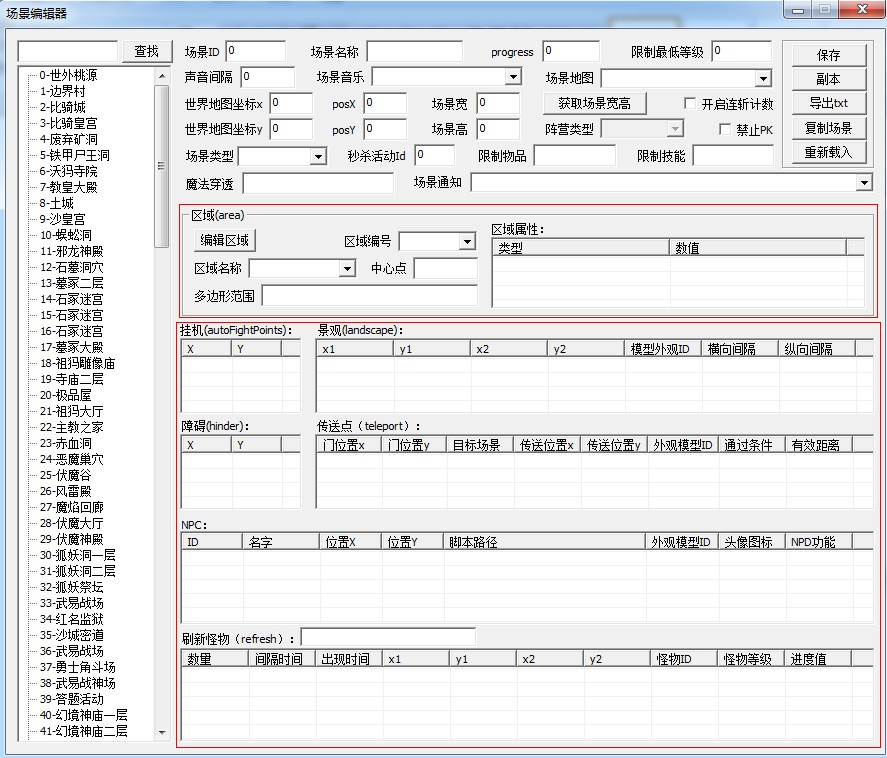 场景编辑器
查找
0-世外桃源
1-边界村
2-比骑城
3-比骑皇宫
4-废弃矿洞
5-铁甲尸王洞
6-沃玛寺院
7-教皇大殿
8-土城
9-沙皇宫
10-蜈蚣洞
11-邪龙神殿
12-石墓洞穴
13-墓冢二层
14-石冢迷宫
15-石冢迷宫
16-石冢迷宫
17-墓冢大殿
18-祖玛雕像庙
19-寺庙二层
20-极品屋
21-祖玛大厅
22-主教之家
23-赤血洞
24-恶魔巢穴
25-伏魔谷
26-风雷殿
27-魔焰回廊
28-伏魔大厅
29-伏魔神殿
30-狐妖洞一层
31-狐妖洞二层
32-狐妖祭坛
33-武易战场
34-红名监狱
35-沙城密道
36-武易战场
37-勇士角斗场
38-武易战神场
39-答题活动
40-幻境神庙一层
41-幻境神庙二层
场景ID 0 场景名称 progress 0 限制最低等级 0
声音间隔 0 场景音乐 场景地图
世界地图坐标x 0 posX 0 场景宽 0 获取场景宽高 开启连斩计数
世界地图坐标y 0 posY 0 场景高 0 阵营类型 禁止PK
场景类型 秒杀活动Id 0 限制物品 限制技能
魔法穿透 场景通知
保存
副本
导出txt
复制场景
重新载入
区域(area)
编辑区域 区域编号
区域名称 中心点
多边形范围
区域属性：
类型 数值
挂机(autoFightPoints)：
X Y
景观(landscape)：
x1 y1 x2 y2 模型外观ID 横向间隔 纵向间隔
障碍(hinder)：
X Y
传送点（teleport）：
门位置x 门位置y 目标场景 传送位置x 传送位置y 外观模型ID 通过条件 有效距离
NPC：
ID 名字 位置X 位置Y 脚本路径 外观模型ID 头像图标 NPD功能
刷新怪物（refresh）：
数量 间隔时间 出现时间 x1 y1 x2 y2 怪物ID 怪物等级 进度值